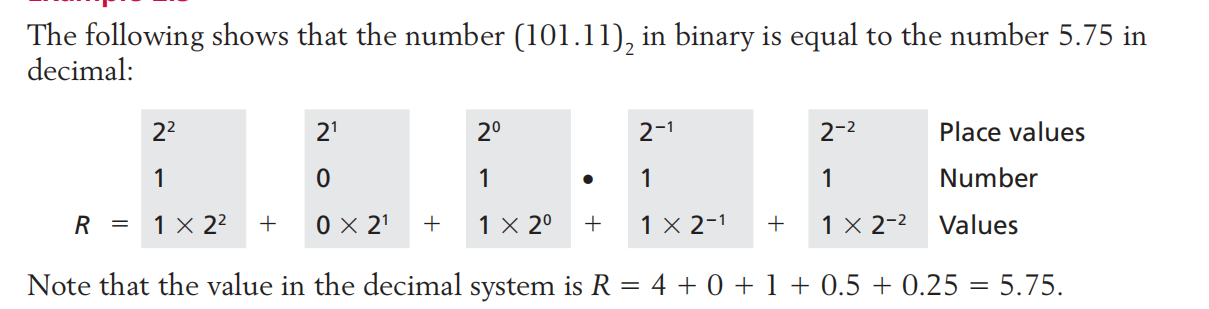 The following shows that the number (101.11)₂ in binary is equal to the number 5.75 in
decimal:
2² 2¹ 2⁰ 2⁻¹ 2⁻² Place values
1 0 1 • 1 1 Number
R = 1 × 2² + 0 × 2¹ + 1 × 2⁰ + 1 × 2⁻¹ + 1 × 2⁻² Values
Note that the value in the decimal system is R = 4 + 0 + 1 + 0.5 + 0.25 = 5.75.